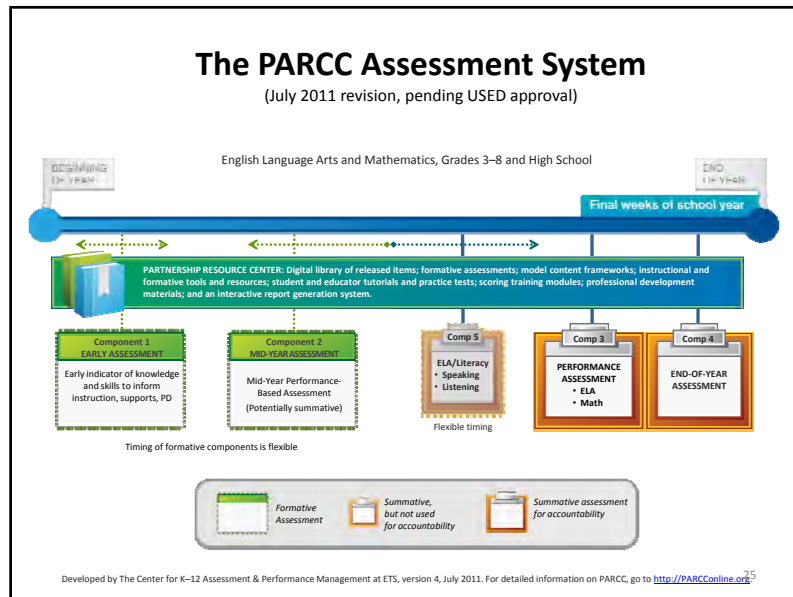 The PARCC Assessment System
(July 2011 revision, pending USED approval)
English Language Arts and Mathematics, Grades 3–8 and High School
BEGINNING
OF YEAR
END
OF YEAR
Final weeks of school year
PARTNERSHIP RESOURCE CENTER: Digital library of released items; formative assessments; model content frameworks; instructional and
formative tools and resources; student and educator tutorials and practice tests; scoring training modules; professional development
materials; and an interactive report generation system.
Component 1
EARLY ASSESSMENT
Early indicator of knowledge
and skills to inform
instruction, supports, PD
Component 2
MID-YEAR ASSESSMENT
Mid-Year Performance-
Based Assessment
(Potentially summative)
Comp 5
ELA/Literacy
• Speaking
• Listening
Flexible timing
Comp 3
PERFORMANCE
ASSESSMENT
• ELA
• Math
Comp 4
END-OF-YEAR
ASSESSMENT
Timing of formative components is flexible
Formative
Assessment
Summative,
but not used
for accountability
Summative assessment
for accountability
Developed by The Center for K–12 Assessment & Performance Management at ETS, version 4, July 2011. For detailed information on PARCC, go to http://PARCConline.org.
25